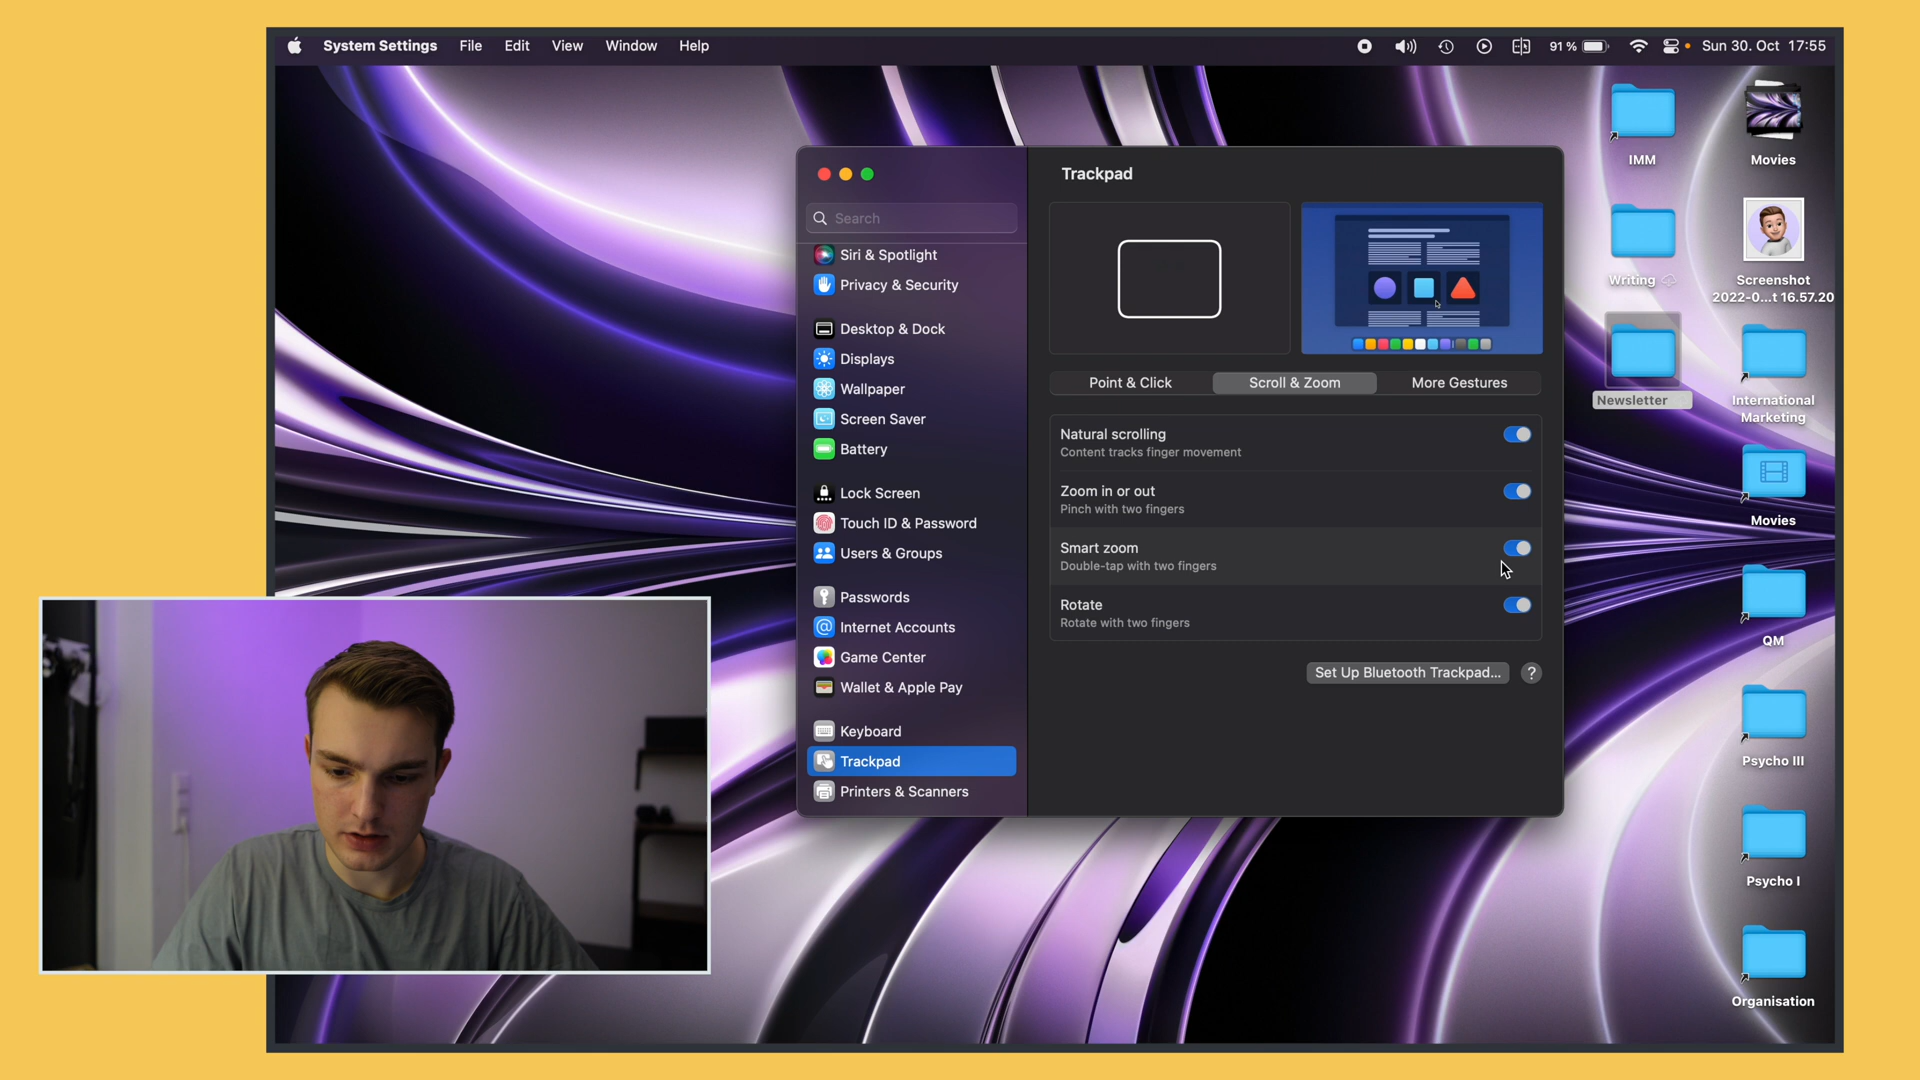 System Settings File Edit View Window Help 91 % Sun 30. Oct 17:55
Trackpad
Search
Siri & Spotlight
Privacy & Security
Desktop & Dock
Displays
Wallpaper
Screen Saver
Battery
Lock Screen
Touch ID & Password
Users & Groups
Passwords
Internet Accounts
Game Center
Wallet & Apple Pay
Keyboard
Trackpad
Printers & Scanners
Point & Click Scroll & Zoom More Gestures
Natural scrolling
Content tracks finger movement
Zoom in or out
Pinch with two fingers
Smart zoom
Double-tap with two fingers
Rotate
Rotate with two fingers
Set Up Bluetooth Trackpad... ?
IMM
Writing
Newsletter
Movies
Screenshot
2022-0...t 16.57.20
International
Marketing
Movies
QM
Psycho III
Psycho I
Organisation